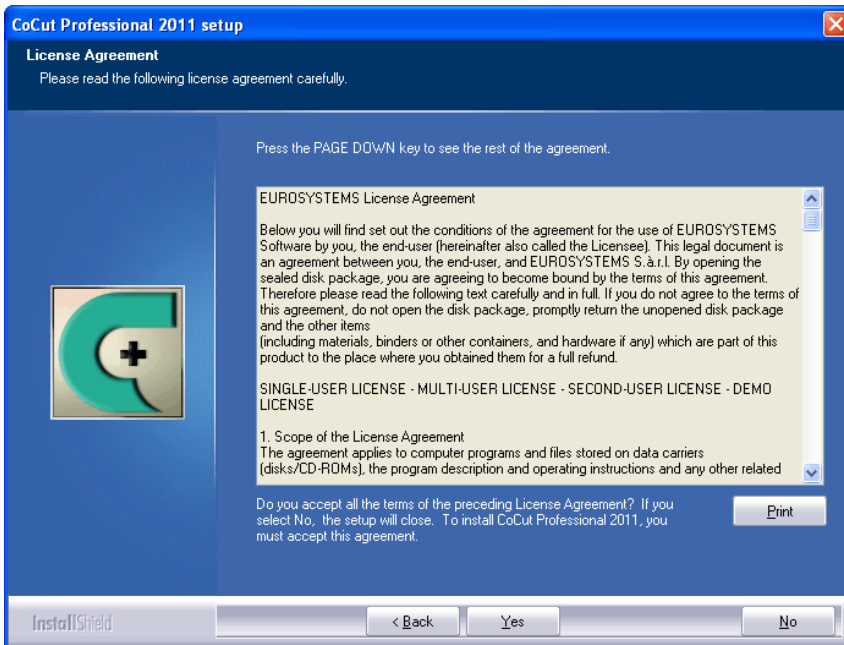 CoCut Professional 2011 setup
License Agreement
Please read the following license agreement carefully.
Press the PAGE DOWN key to see the rest of the agreement.
EUROSYSTEMS License Agreement
Below you will find set out the conditions of the agreement for the use of EUROSYSTEMS
Software by you, the end-user (hereinafter also called the Licensee). This legal document is
an agreement between you, the end-user, and EUROSYSTEMS S.à.r.l. By opening the
sealed disk package, you are agreeing to become bound by the terms of this agreement.
Therefore please read the following text carefully and in full. If you do not agree to the terms of
this agreement, do not open the disk package, promptly return the unopened disk package
and the other items
(including materials, binders or other containers, and hardware if any) which are part of this
product to the place where you obtained them for a full refund.
SINGLE-USER LICENSE - MULTI-USER LICENSE - SECOND-USER LICENSE - DEMO
LICENSE
1. Scope of the License Agreement
The agreement applies to computer programs and files stored on data carriers
(disks/CD-ROMs), the program description and operating instructions and any other related
Do you accept all the terms of the preceding License Agreement? If you
select No, the setup will close. To install CoCut Professional 2011, you
must accept this agreement.
Print
InstallShield
< Back
Yes
No